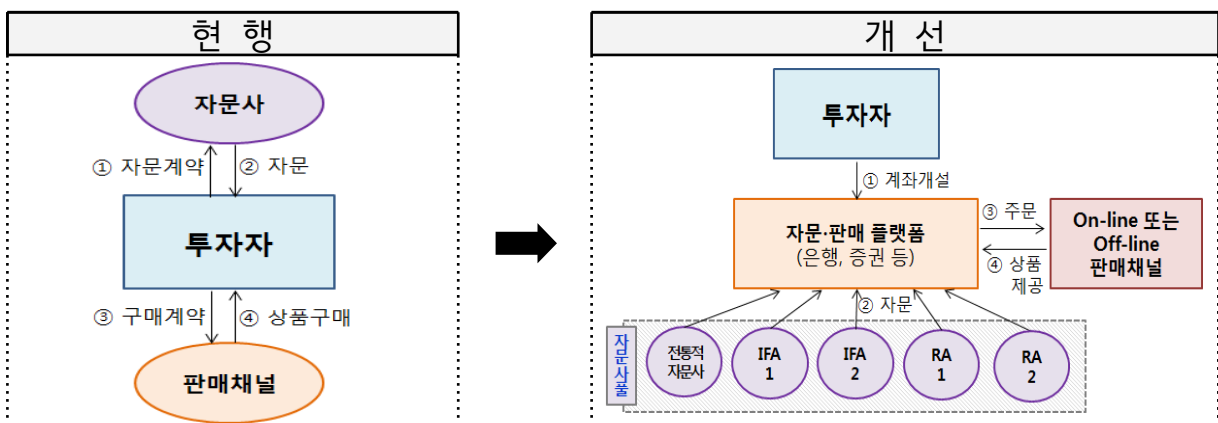 현 행
자문사
① 자문계약
② 자문
투자자
③ 구매계약
④ 상품구매
판매채널
개 선
투자자
① 계좌개설
자문·판매 플랫폼
(은행, 증권 등)
③ 주문
④ 상품
제공
On-line 또는
Off-line
판매채널
② 자문
자문사풀
전통적
자문사
IFA
1
IFA
2
RA
1
RA
2